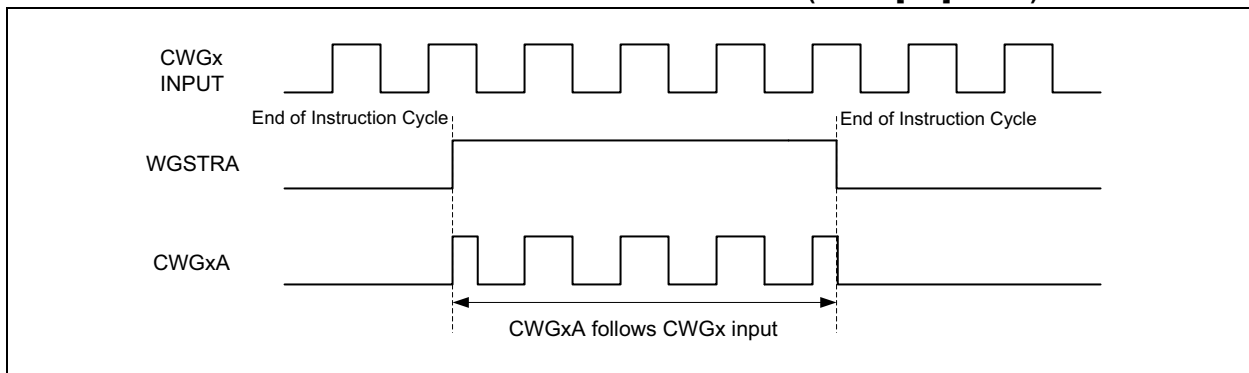 CWGx
INPUT
End of Instruction Cycle
End of Instruction Cycle
WGSTRA
CWGxA
CWGxA follows CWGx input